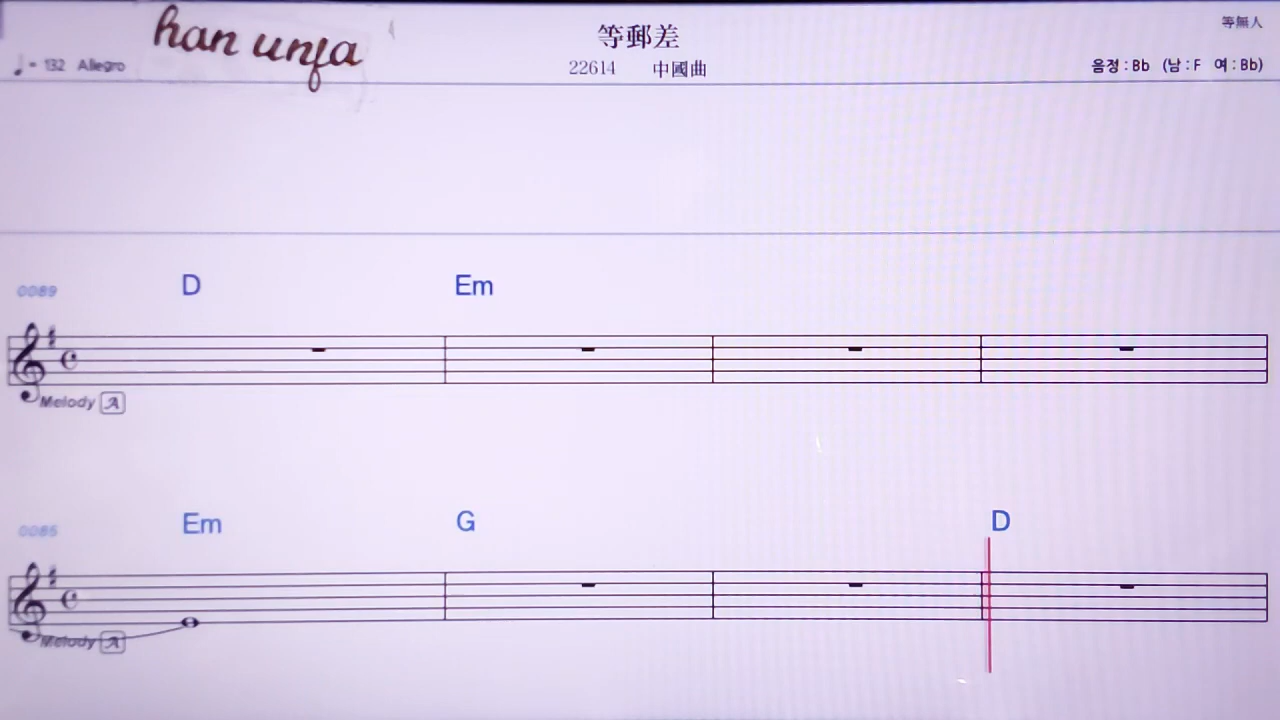 han unfa
等郵差
等無人
♩= 132 Allegro
22614 中國曲
음정 : Bb (남 : F 여 : Bb)
0089
D Em
Melody A
0085
Em G D
Melody A